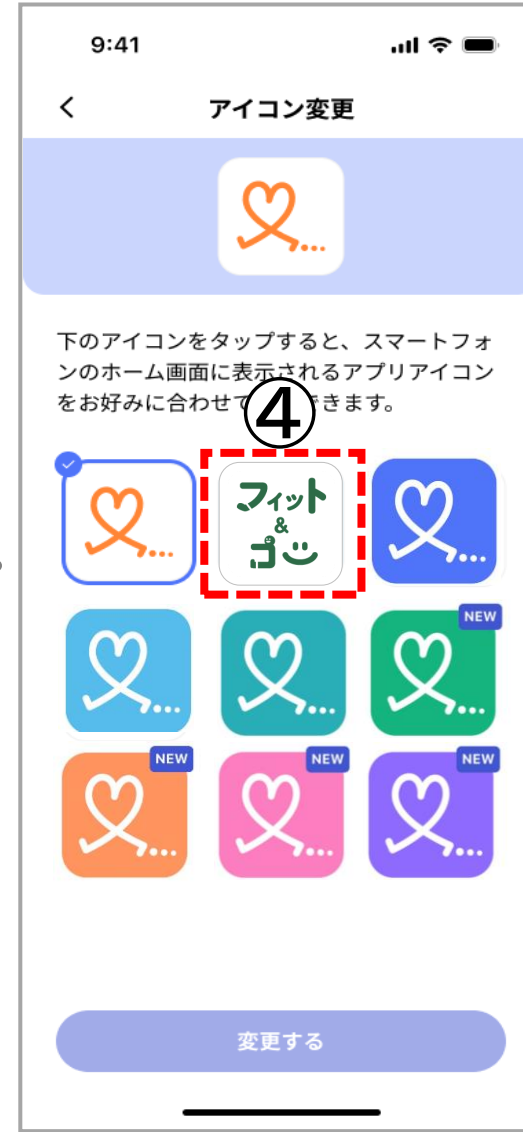 9:41
アイコン変更
下のアイコンをタップすると、スマートフォ
ンのホーム画面に表示されるアプリアイコン
をお好みに合わせて できます。
④
フィット
&
ゴー
NEW
NEW
NEW
NEW
変更する